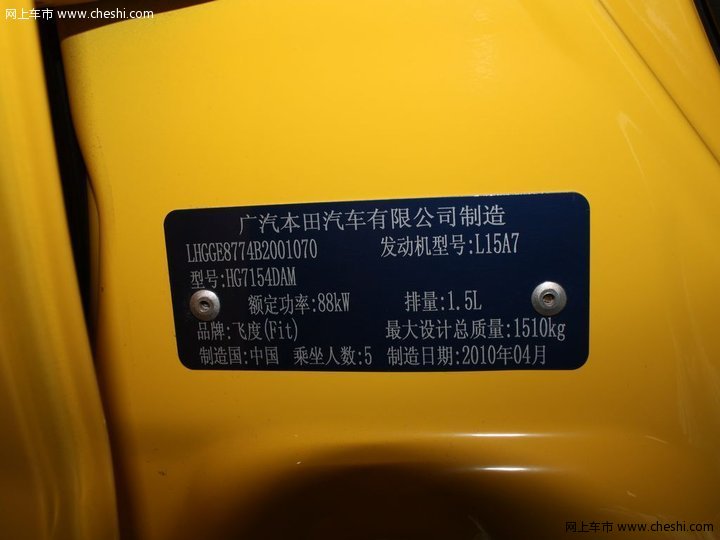 网上车市 www.cheshi.com
广汽本田汽车有限公司制造
LHGGE8774B2001070 发动机型号:L15A7
型号:HG7154DAM
额定功率:88kW 排量:1.5L
品牌:飞度(Fit) 最大设计总质量:1510kg
制造国:中国 乘坐人数:5 制造日期:2010年04月
网上车市 www.cheshi.com